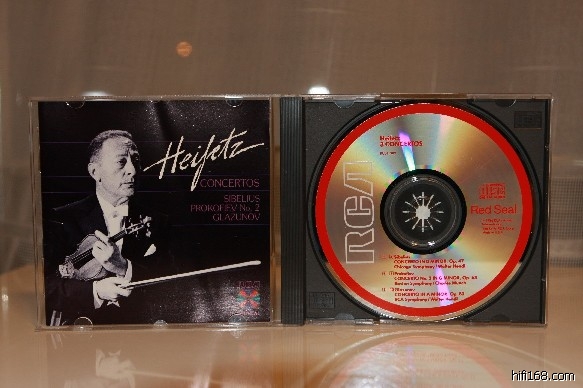 Heifetz
CONCERTOS
SIBELIUS
PROKOFIEV No. 2
GLAZUNOV
Heifetz
3 CONCERTOS
RCA
Red Seal
Sibelius
CONCERTO IN D MINOR, Op. 47
Chicago Symphony/Walter Hendl
Prokofiev
CONCERTO No. 2 IN G MINOR, Op. 63
Boston Symphony/Charles Munch
Glazunov
CONCERTO IN A MINOR, Op. 82
RCA Symphony/Walter Hendl
hifi168.com